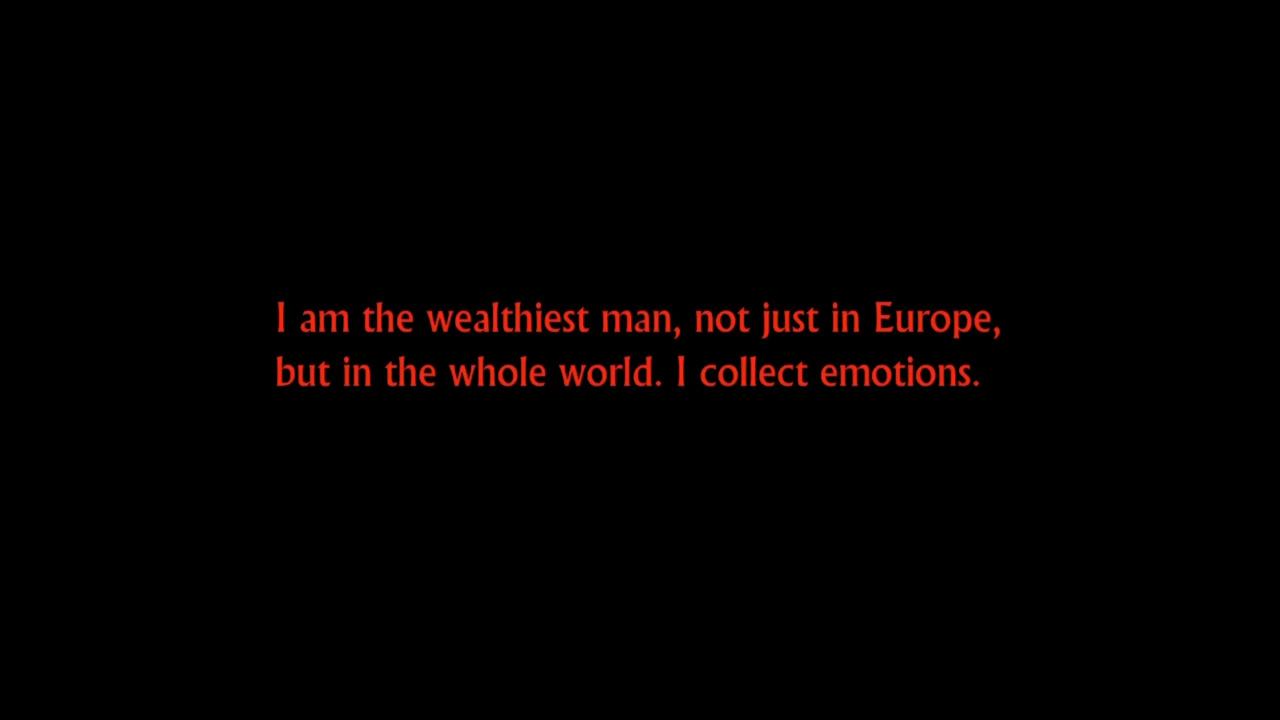 I am the wealthiest man, not just in Europe,
but in the whole world. I collect emotions.